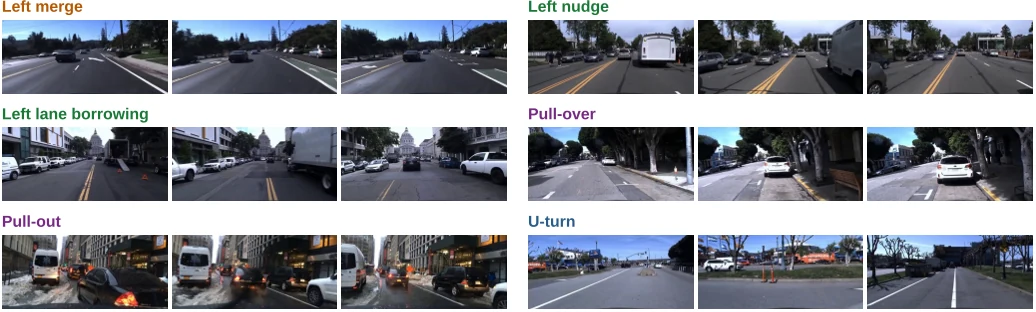 Left merge
Left nudge
Left lane borrowing
Pull-over
Pull-out
U-turn